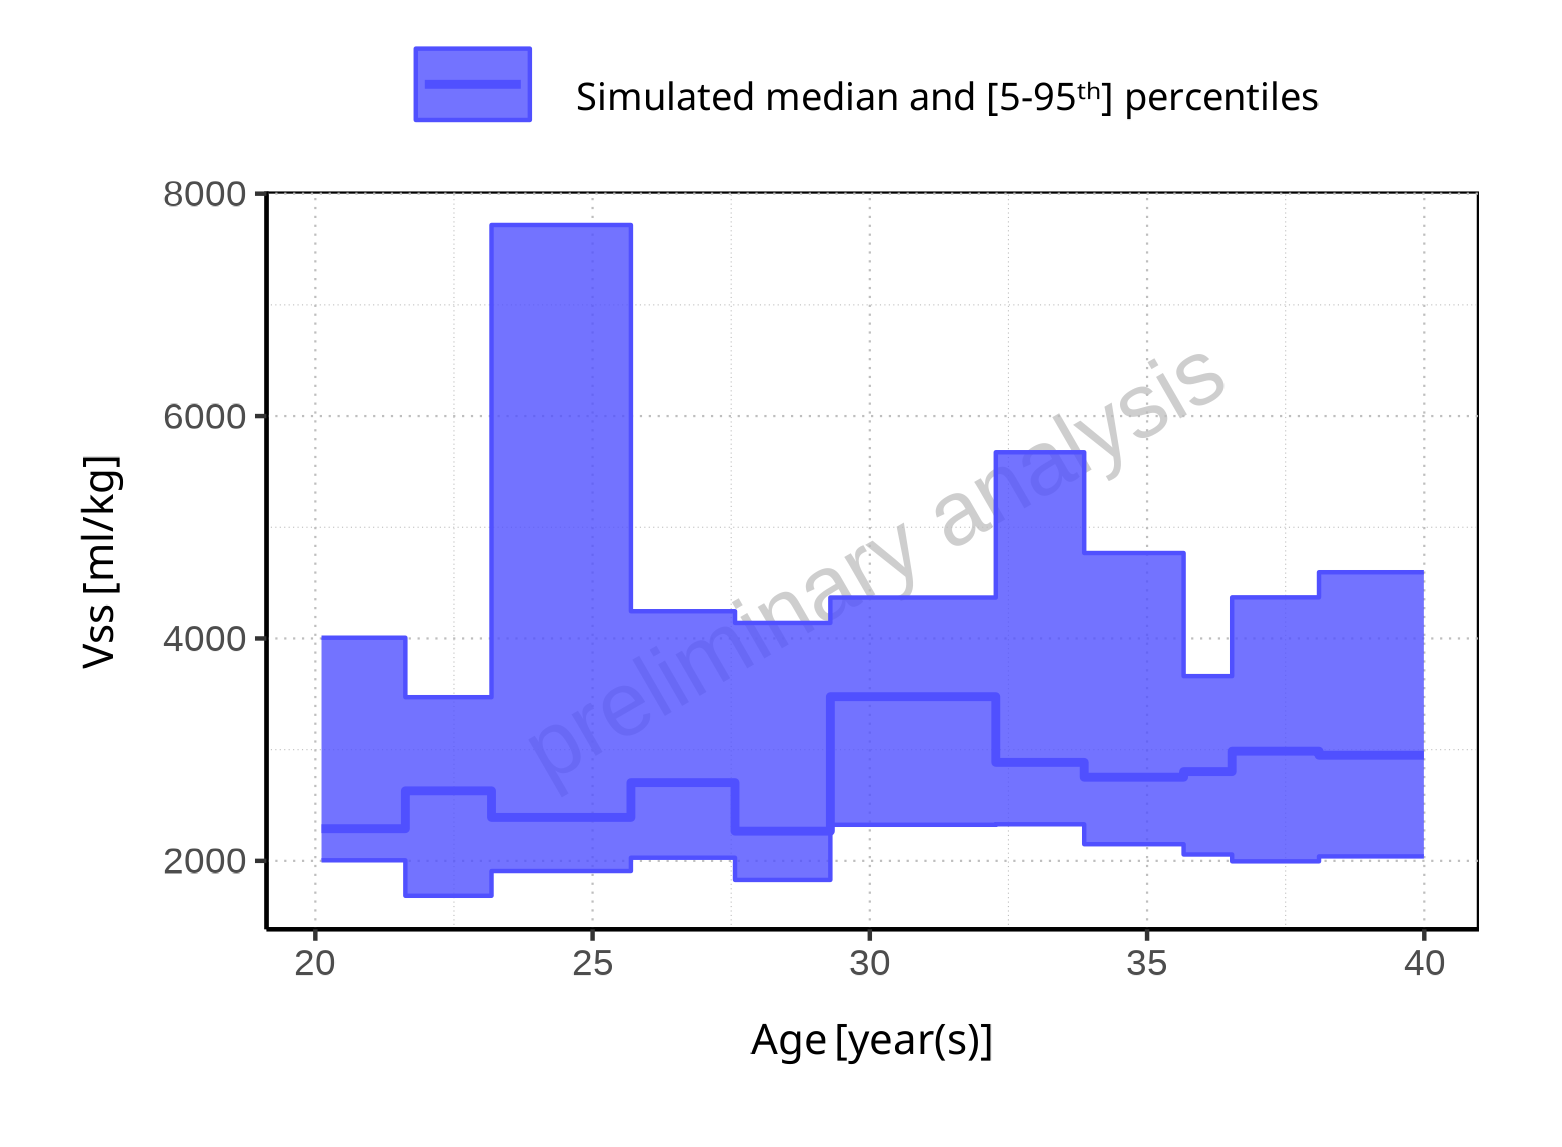 Simulated median and [5-95ᵗʰ] percentiles
8000
6000
4000
2000
Vss [ml/kg]
preliminary analysis
20 25 30 35 40
Age [year(s)]